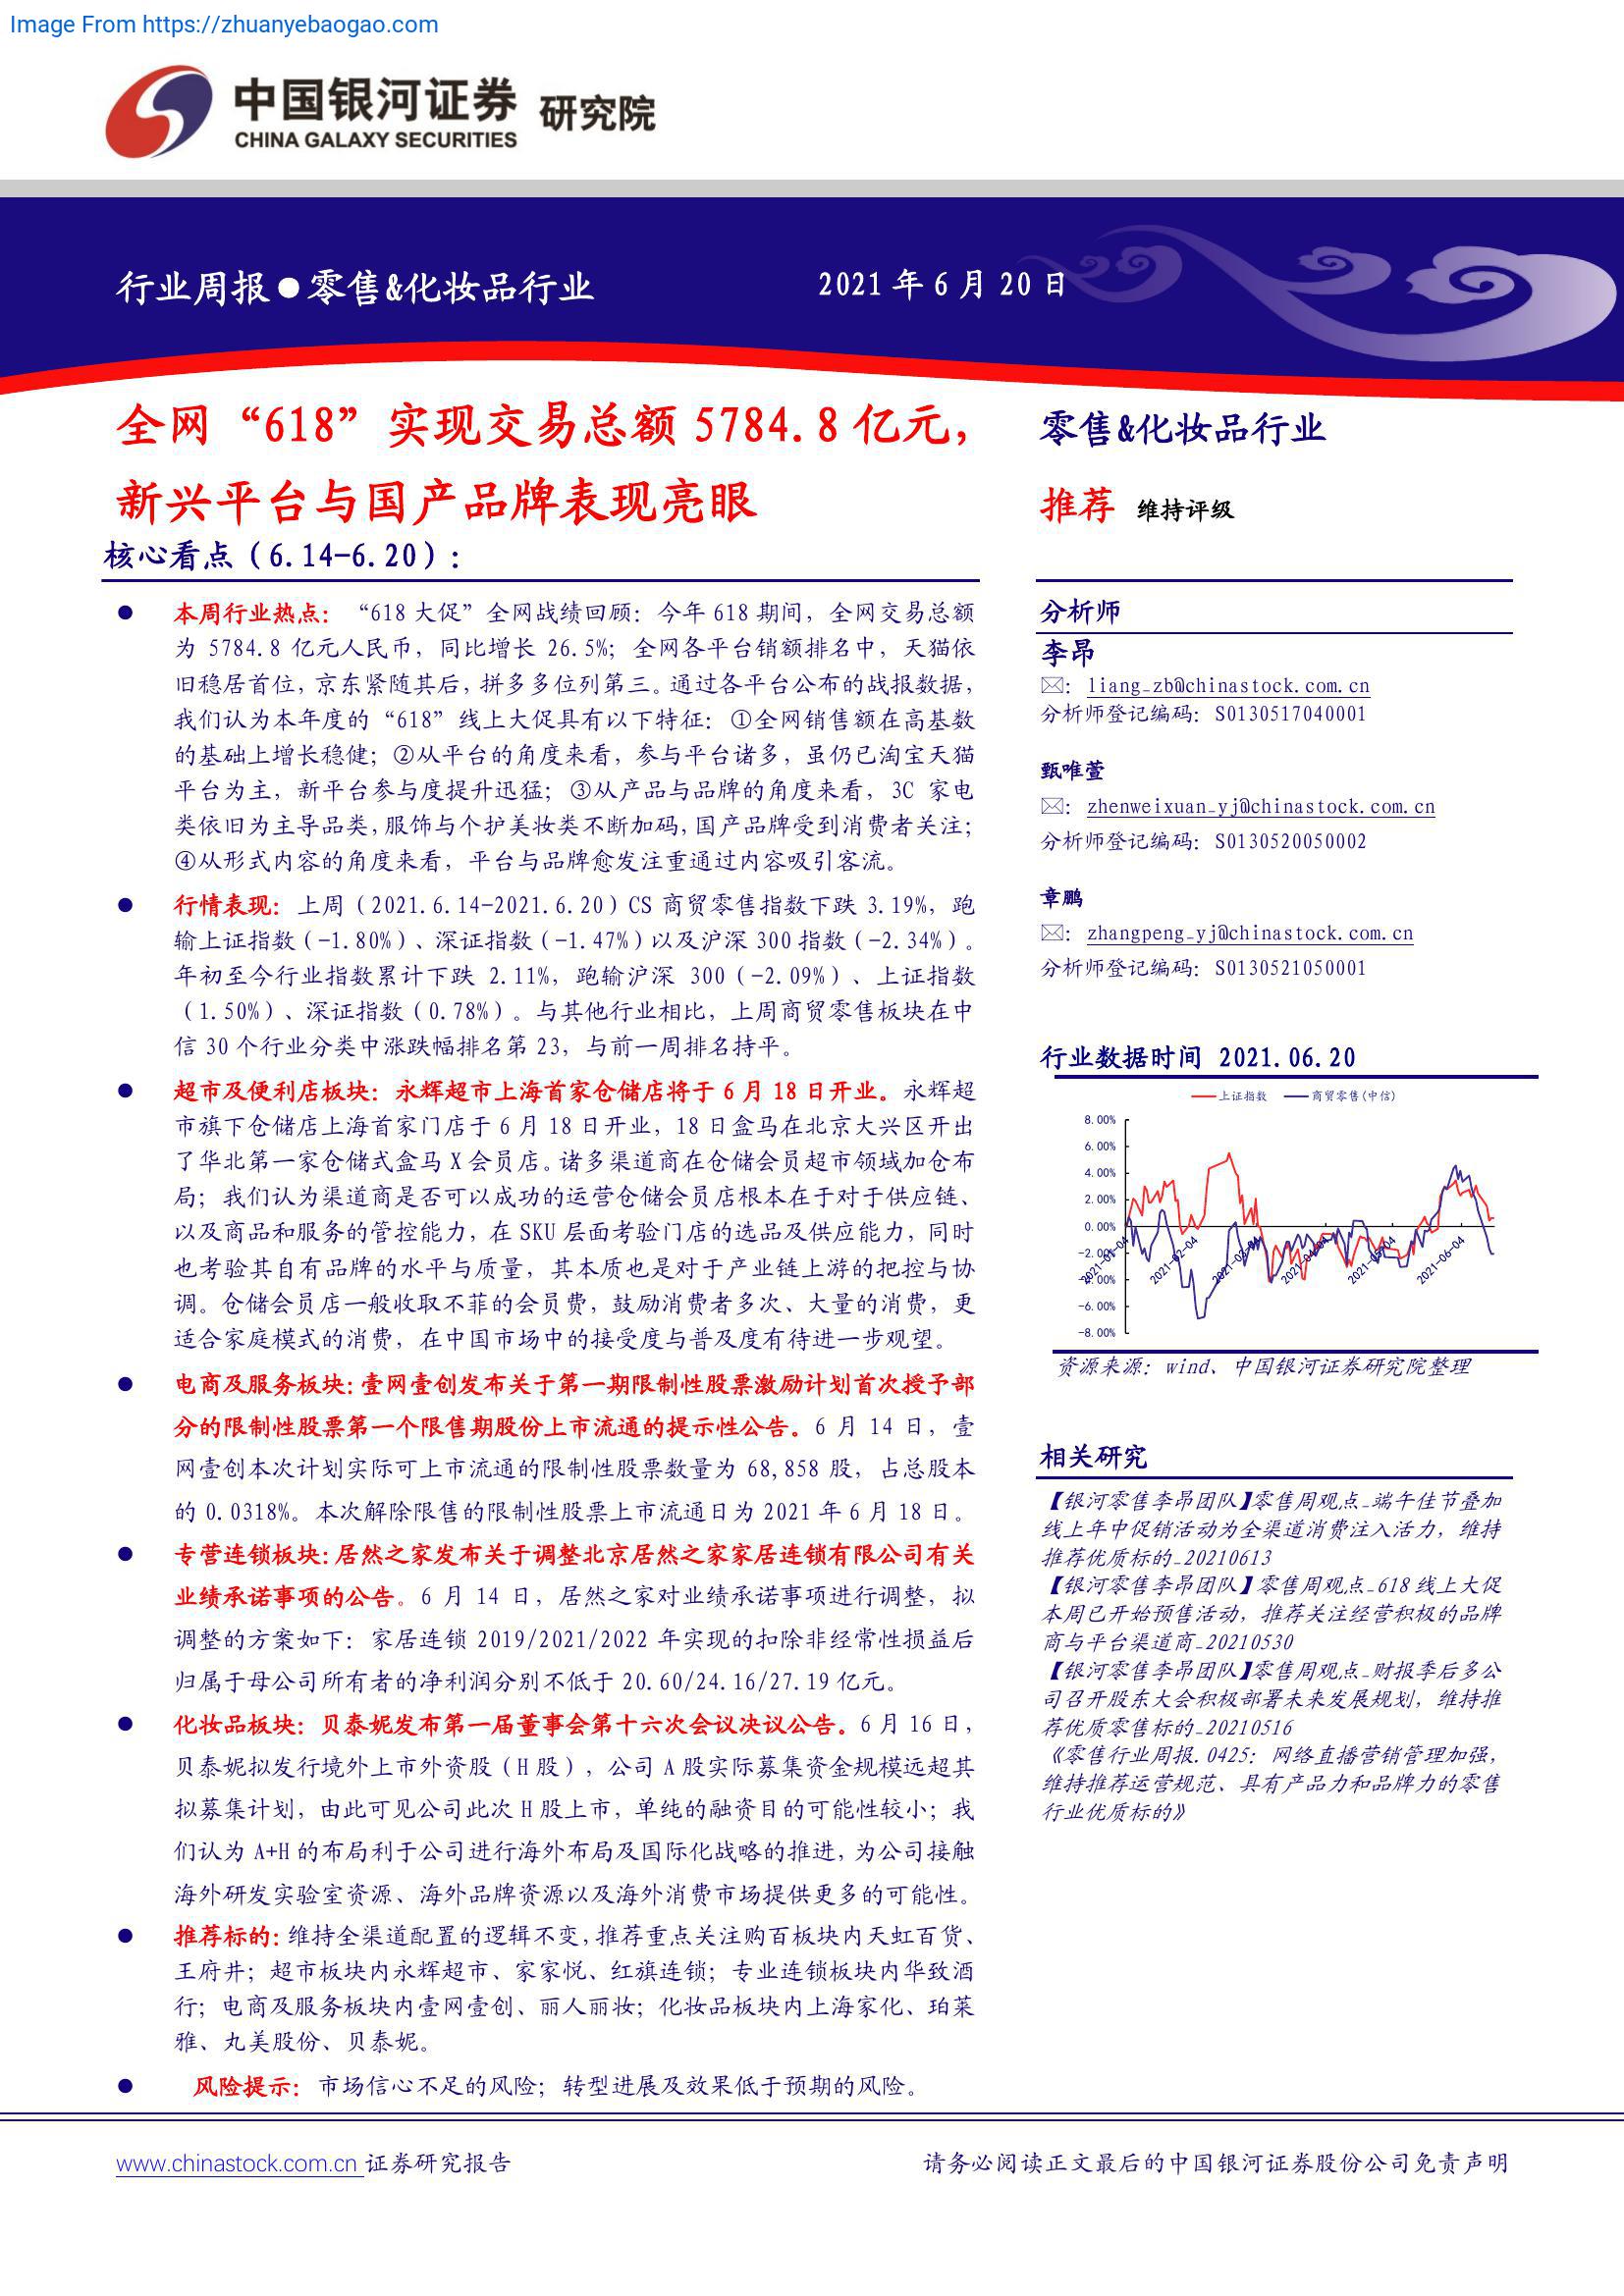 Image From https://zhuanyebaogao.com
中国银河证券 研究院
CHINA GALAXY SECURITIES
行业周报●零售&化妆品行业
2021 年 6 月 20 日
全网“618”实现交易总额 5784.8 亿元，
新兴平台与国产品牌表现亮眼
核心看点（6.14-6.20）：
● 本周行业热点：“618 大促”全网战绩回顾：今年 618 期间，全网交易总额
为 5784.8 亿元人民币，同比增长 26.5%；全网各平台销额排名中，天猫依
旧稳居首位，京东紧随其后，拼多多位列第三。通过各平台公布的战报数据，
我们认为本年度的“618”线上大促具有以下特征：①全网销售额在高基数
的基础上增长稳健；②从平台的角度来看，参与平台诸多，虽仍已淘宝天猫
平台为主，新平台参与度提升迅猛；③从产品与品牌的角度来看，3C 家电
类依旧为主导品类，服饰与个护美妆类不断加码，国产品牌受到消费者关注；
④从形式内容的角度来看，平台与品牌愈发注重通过内容吸引客流。
● 行情表现：上周（2021.6.14-2021.6.20）CS 商贸零售指数下跌 3.19%，跑
输上证指数（-1.80%）、深证指数（-1.47%）以及沪深 300 指数（-2.34%）。
年初至今行业指数累计下跌 2.11%，跑输沪深 300（-2.09%）、上证指数
（1.50%）、深证指数（0.78%）。与其他行业相比，上周商贸零售板块在中
信 30 个行业分类中涨跌幅排名第 23，与前一周排名持平。
● 超市及便利店板块：永辉超市上海首家仓储店将于 6 月 18 日开业。永辉超
市旗下仓储店上海首家门店于 6 月 18 日开业，18 日盒马在北京大兴区开出
了华北第一家仓储式盒马 X 会员店。诸多渠道商在仓储会员超市领域加仓布
局；我们认为渠道商是否可以成功的运营仓储会员店根本在于对于供应链、
以及商品和服务的管控能力，在 SKU 层面考验门店的选品及供应能力，同时
也考验其自有品牌的水平与质量，其本质也是对于产业链上游的把控与协
调。仓储会员店一般收取不菲的会员费，鼓励消费者多次、大量的消费，更
适合家庭模式的消费，在中国市场中的接受度与普及度有待进一步观望。
● 电商及服务板块：壹网壹创发布关于第一期限制性股票激励计划首次授予部
分的限制性股票第一个限售期股份上市流通的提示性公告。6 月 14 日，壹
网壹创本次计划实际可上市流通的限制性股票数量为 68,858 股，占总股本
的 0.0318%。本次解除限售的限制性股票上市流通日为 2021 年 6 月 18 日。
● 专营连锁板块：居然之家发布关于调整北京居然之家家居连锁有限公司有关
业绩承诺事项的公告。6 月 14 日，居然之家对业绩承诺事项进行调整，拟
调整的方案如下：家居连锁 2019/2021/2022 年实现的扣除非经常性损益后
归属于母公司所有者的净利润分别不低于 20.60/24.16/27.19 亿元。
● 化妆品板块：贝泰妮发布第一届董事会第十六次会议决议公告。6 月 16 日，
贝泰妮拟发行境外上市外资股（H 股），公司 A 股实际募集资金规模远超其
拟募集计划，由此可见公司此次 H 股上市，单纯的融资目的可能性较小；我
们认为 A+H 的布局利于公司进行海外布局及国际化战略的推进，为公司接触
海外研发实验室资源、海外品牌资源以及海外消费市场提供更多的可能性。
● 推荐标的：维持全渠道配置的逻辑不变，推荐重点关注购百板块内天虹百货、
王府井；超市板块内永辉超市、家家悦、红旗连锁；专业连锁板块内华致酒
行；电商及服务板块内壹网壹创、丽人丽妆；化妆品板块内上海家化、珀莱
雅、丸美股份、贝泰妮。
● 风险提示：市场信心不足的风险；转型进展及效果低于预期的风险。
零售&化妆品行业
推荐 维持评级
分析师
李昂
✉：liang_zb@chinastock.com.cn
分析师登记编码：S0130517040001
甄唯萱
✉：zhenweixuan_yj@chinastock.com.cn
分析师登记编码：S0130520050002
章鹏
✉：zhangpeng_yj@chinastock.com.cn
分析师登记编码：S0130521050001
行业数据时间 2021.06.20
上证指数 商贸零售(中信)
8.00%
6.00%
4.00%
2.00%
0.00%
-2.00%
-4.00%
-6.00%
-8.00%
2021-01-04 2021-02-04 2021-03-04 2021-04-04 2021-05-04 2021-06-04
资源来源：wind、中国银河证券研究院整理
相关研究
【银河零售李昂团队】零售周观点_端午佳节叠加
线上年中促销活动为全渠道消费注入活力，维持
推荐优质标的_20210613
【银河零售李昂团队】零售周观点_618 线上大促
本周已开始预售活动，推荐关注经营积极的品牌
商与平台渠道商_20210530
【银河零售李昂团队】零售周观点_财报季后多公
司召开股东大会积极部署未来发展规划，维持推
荐优质零售标的_20210516
《零售行业周报.0425：网络直播营销管理加强，
维持推荐运营规范、具有产品力和品牌力的零售
行业优质标的》
www.chinastock.com.cn 证券研究报告
请务必阅读正文最后的中国银河证券股份公司免责声明